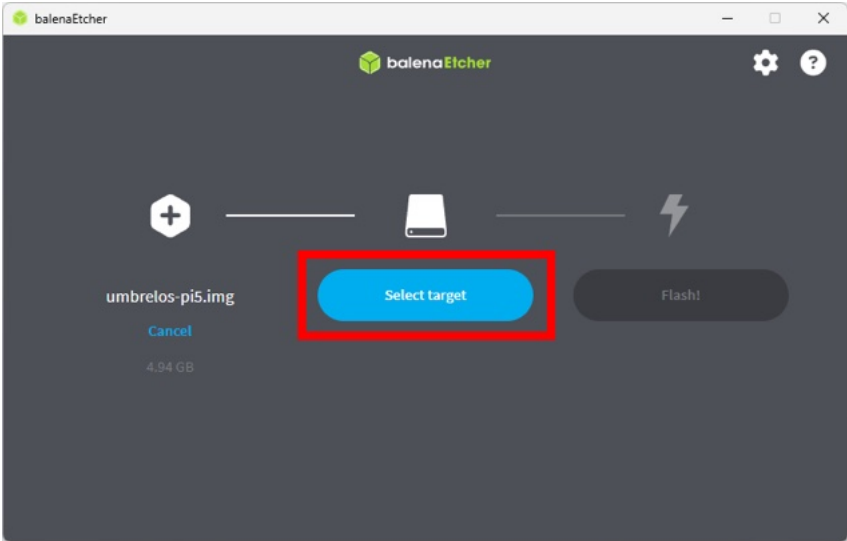 balenaEtcher
balenaEtcher
?
umbrelos-pi5.img
Select target
Flash!
Cancel
4.94 GB